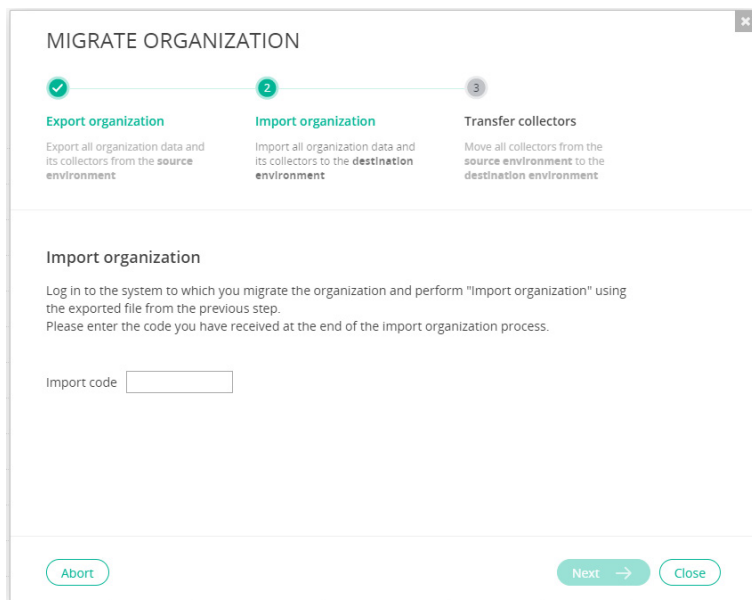 MIGRATE ORGANIZATION
2
3
Export organization
Import organization
Transfer collectors
Export all organization data and
its collectors from the source
environment
Import all organization data and
its collectors to the destination
environment
Move all collectors from the
source environment to the
destination environment
Import organization
Log in to the system to which you migrate the organization and perform "Import organization" using
the exported file from the previous step.
Please enter the code you have received at the end of the import organization process.
Import code
Abort
Next
Close